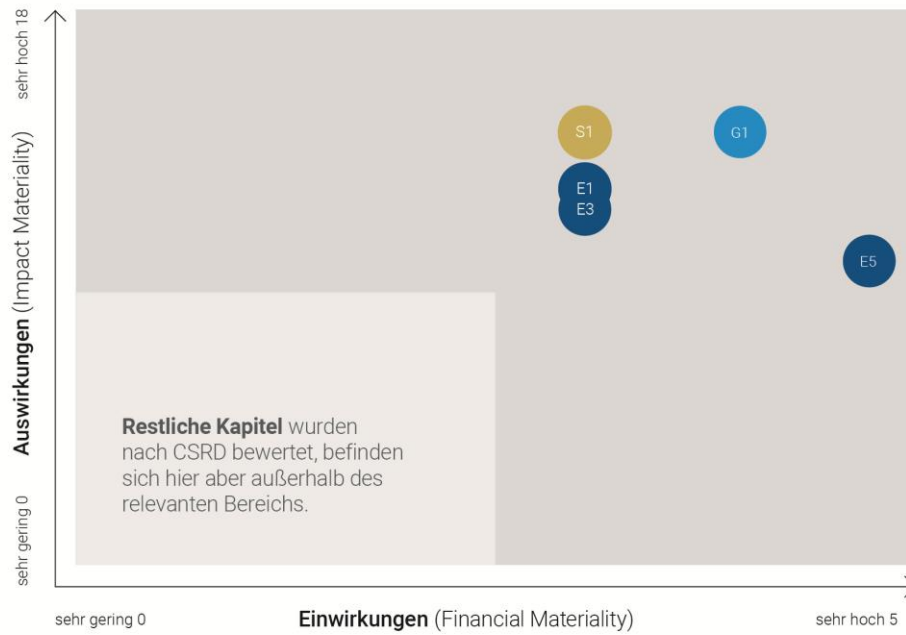 sehr hoch 18
Auswirkungen (Impact Materiality)
sehr gering 0
S1
G1
E1
E3
E5
Restliche Kapitel wurden
nach CSRD bewertet, befinden
sich hier aber außerhalb des
relevanten Bereichs.
sehr gering 0
Einwirkungen (Financial Materiality)
sehr hoch 5